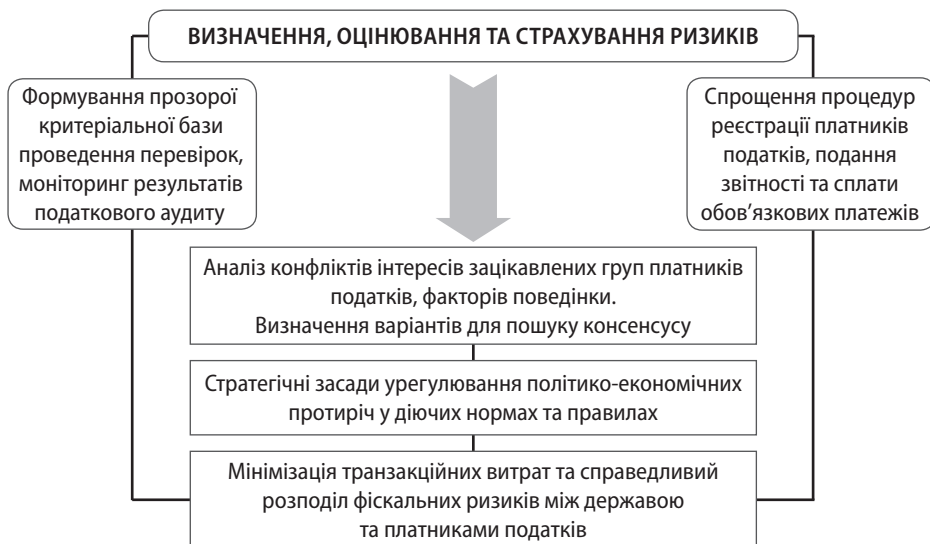 ВИЗНАЧЕННЯ, ОЦІНЮВАННЯ ТА СТРАХУВАННЯ РИЗИКІВ
Формування прозорої
критеріальної бази
проведення перевірок,
моніторинг результатів
податкового аудиту
Спрощення процедур
реєстрації платників
податків, подання
звітності та сплати
обов’язкових платежів
Аналіз конфліктів інтересів зацікавлених груп платників
податків, факторів поведінки.
Визначення варіантів для пошуку консенсусу
Стратегічні засади урегулювання політико-економічних
протиріч у діючих нормах та правилах
Мінімізація транзакційних витрат та справедливий
розподіл фіскальних ризиків між державою
та платниками податків